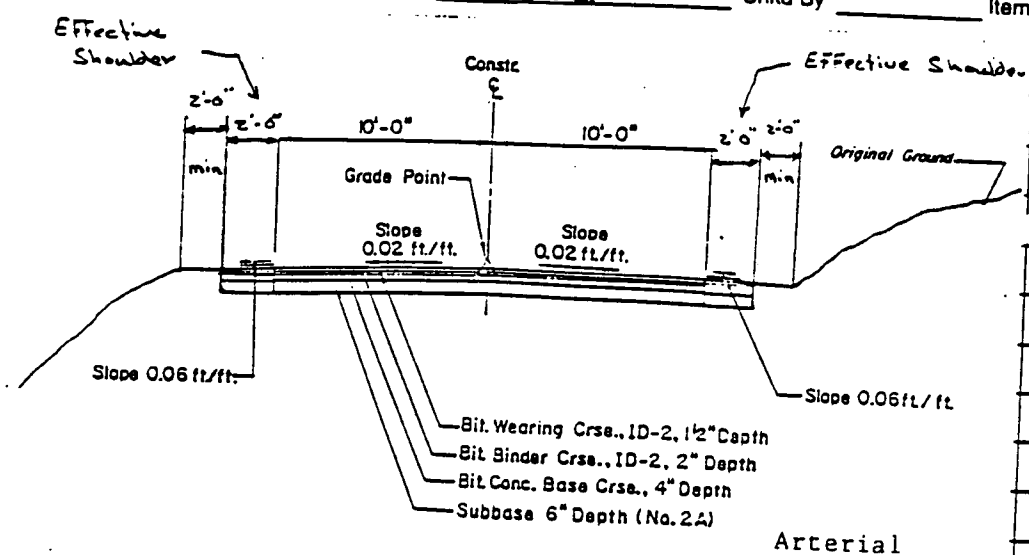 Chkd By Item
Effective
Shoulder
Constr.
℄
Effective Shoulder
2'-0"
2'-0"
10'-0"
10'-0"
2'0"
2'-0"
min
min
Original Ground
Grade Point
Slope
0.02 ft./ft.
Slope
0.02 ft./ft.
Slope 0.06 ft./ft.
Slope 0.06 ft./ft.
Bit. Wearing Crse., ID-2, 1½" Depth
Bit. Binder Crse., ID-2, 2" Depth
Bit. Conc. Base Crse., 4" Depth
Subbase 6" Depth (No. 2A)
Arterial